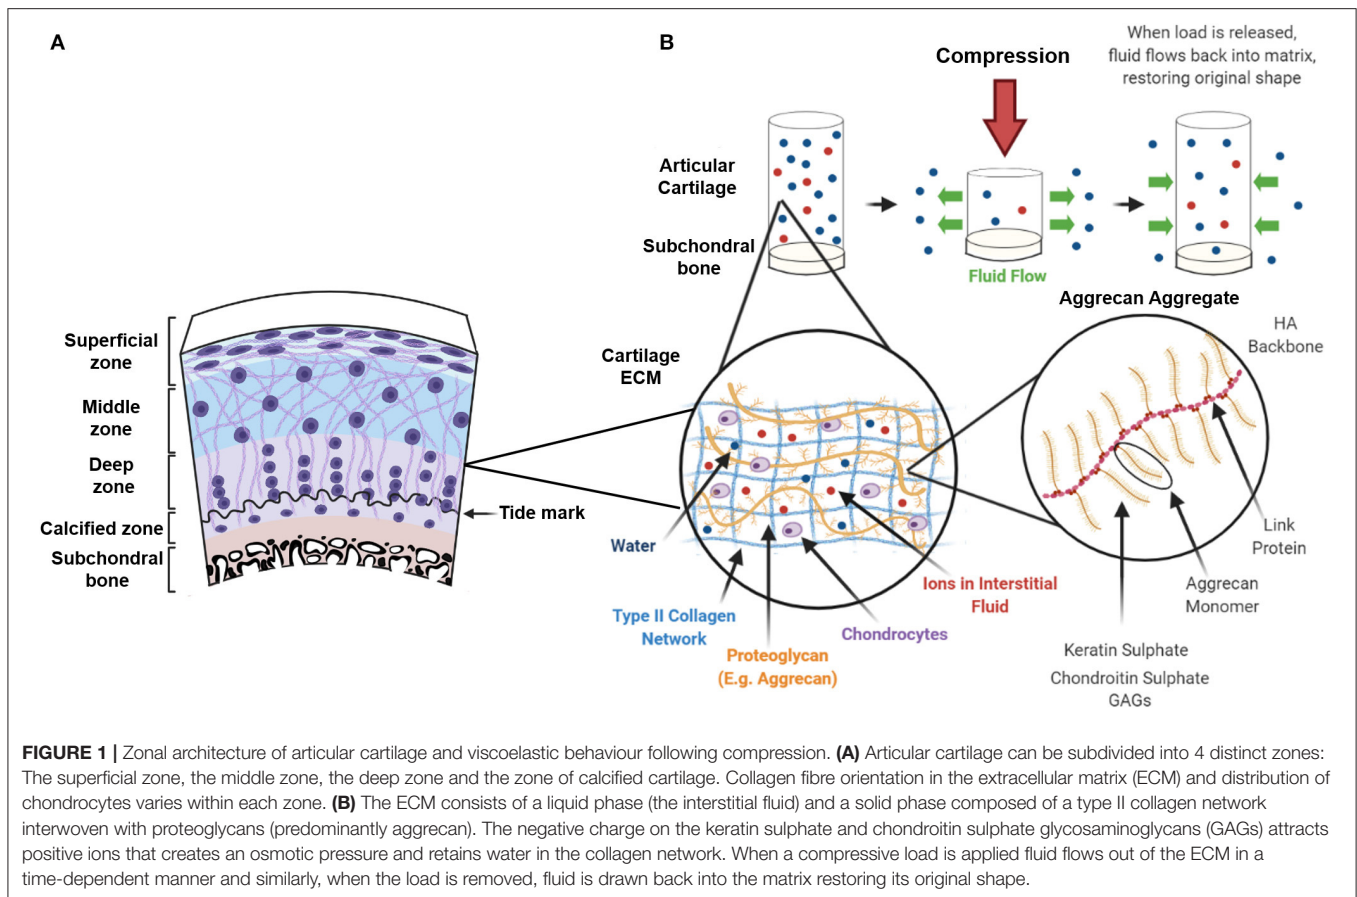 A
Superficial
zone
Middle
zone
Deep
zone
Calcified zone
Subchondral
bone
Tide mark
B
Compression
When load is released,
fluid flows back into matrix,
restoring original shape
Articular
Cartilage
Subchondral
bone
Fluid Flow
Cartilage
ECM
Water
Type II Collagen
Network
Proteoglycan
(E.g. Aggrecan)
Chondrocytes
Ions in Interstitial
Fluid
Aggrecan Aggregate
HA
Backbone
Link
Protein
Aggrecan
Monomer
Keratin Sulphate
Chondroitin Sulphate
GAGs
FIGURE 1 | Zonal architecture of articular cartilage and viscoelastic behaviour following compression. (A) Articular cartilage can be subdivided into 4 distinct zones:
The superficial zone, the middle zone, the deep zone and the zone of calcified cartilage. Collagen fibre orientation in the extracellular matrix (ECM) and distribution of
chondrocytes varies within each zone. (B) The ECM consists of a liquid phase (the interstitial fluid) and a solid phase composed of a type II collagen network
interwoven with proteoglycans (predominantly aggrecan). The negative charge on the keratin sulphate and chondroitin sulphate glycosaminoglycans (GAGs) attracts
positive ions that creates an osmotic pressure and retains water in the collagen network. When a compressive load is applied fluid flows out of the ECM in a
time-dependent manner and similarly, when the load is removed, fluid is drawn back into the matrix restoring its original shape.